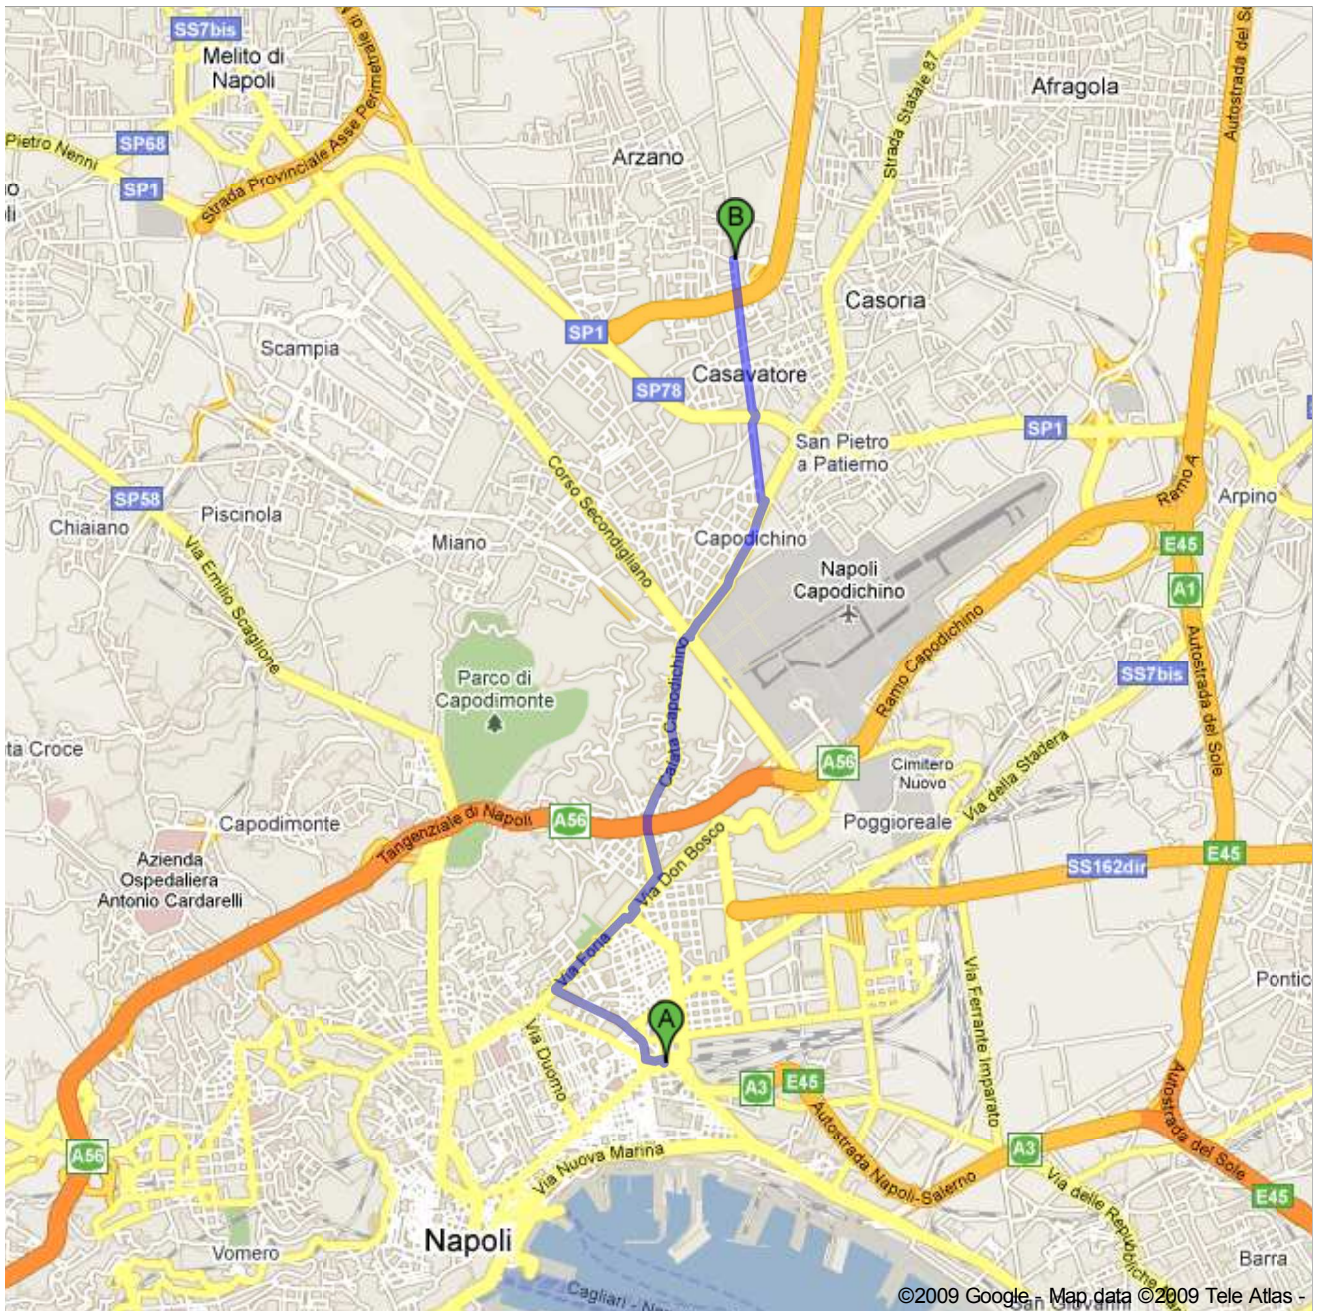 SS7bis
Melito di
Napoli
Afragola
Strada Statale 87
SP68
Pietro Nenni
Arzano
SP1
Strada Provinciale Asse Perimetrale di
Autostrada del
B
Casoria
SP1
Scampia
Casavatore
SP78
SP1
San Pietro
a Patierno
Corso Secondigliano
Ramo A
SP58
Arpino
Chiaiano
Piscinola
Miano
Capodichino
E45
Napoli
Capodichino
A1
Via Emilio Scaglione
Ramo Capodichino
Parco di
Capodimonte
Calata Capodichino
SS7bis
Autostrada del Sole
ta Croce
A56
Cimitero
Nuovo
Via della Stadera
Capodimonte
Tangenziale di Napoli
A56
Poggioreale
Via Don Bosco
E45
Azienda
Ospedaliera
Antonio Cardarelli
SS162dir
Via Foria
Pontic
A
Via Ferrante Imparato
Via Duomo
A3
E45
Autostrada Napoli-Salerno
Autostrada del Sole
A56
Via Nuova Marina
A3
Via delle Repubbliche
E45
Napoli
Vomero
Barra
Cagliari - Na
San Giovanni
©2009 Google - Map data ©2009 Tele Atlas -